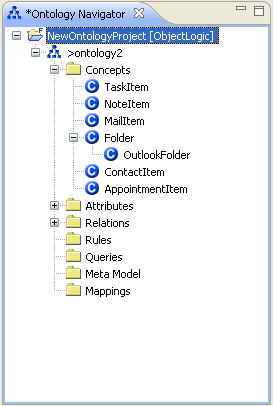 *Ontology Navigator
NewOntologyProject [ObjectLogic]
>ontology2
Concepts
TaskItem
NoteItem
MailItem
Folder
OutlookFolder
ContactItem
AppointmentItem
Attributes
Relations
Rules
Queries
Meta Model
Mappings